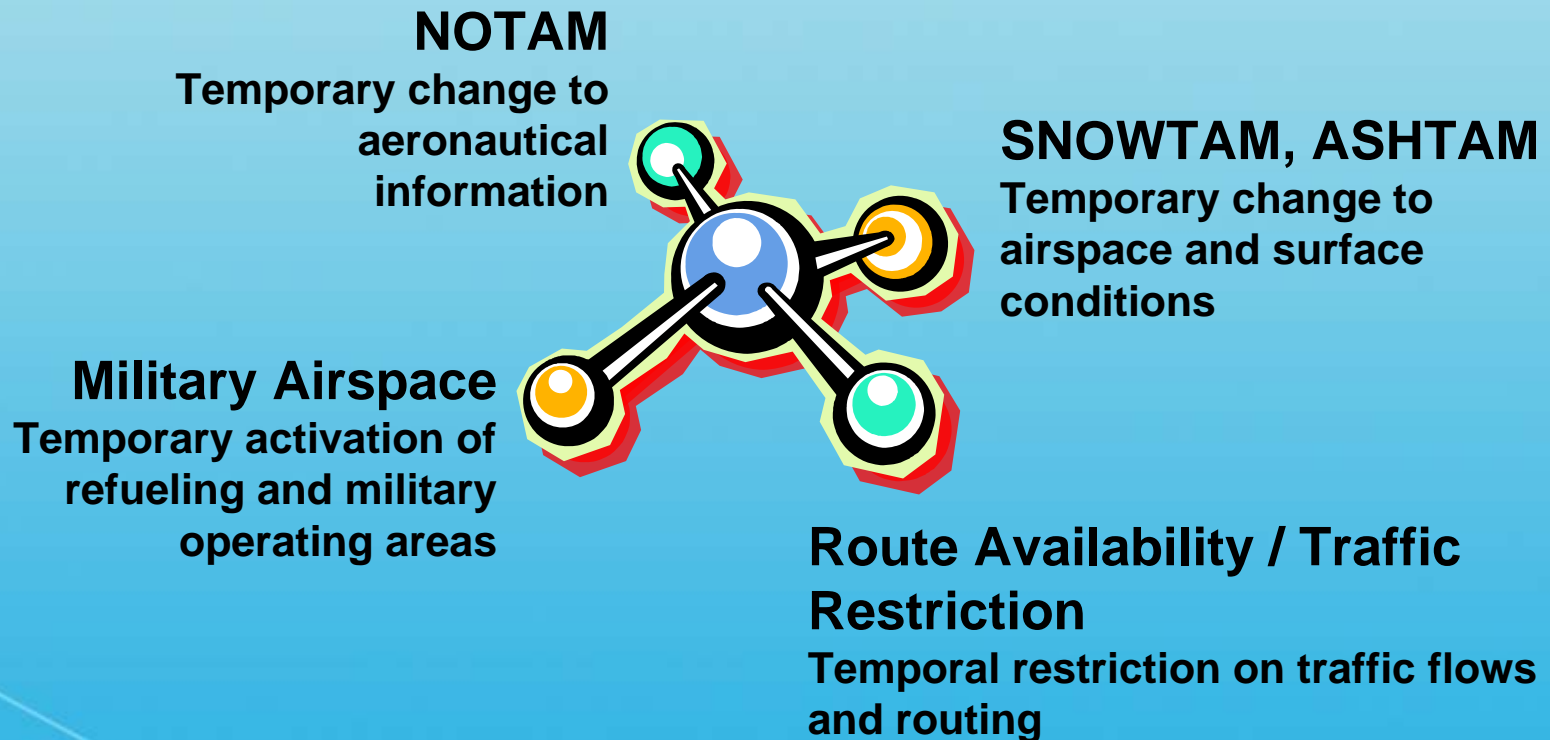 NOTAM
Temporary change to
aeronautical
information
SNOWTAM, ASHTAM
Temporary change to
airspace and surface
conditions
Military Airspace
Temporary activation of
refueling and military
operating areas
Route Availability / Traffic
Restriction
Temporal restriction on traffic flows
and routing